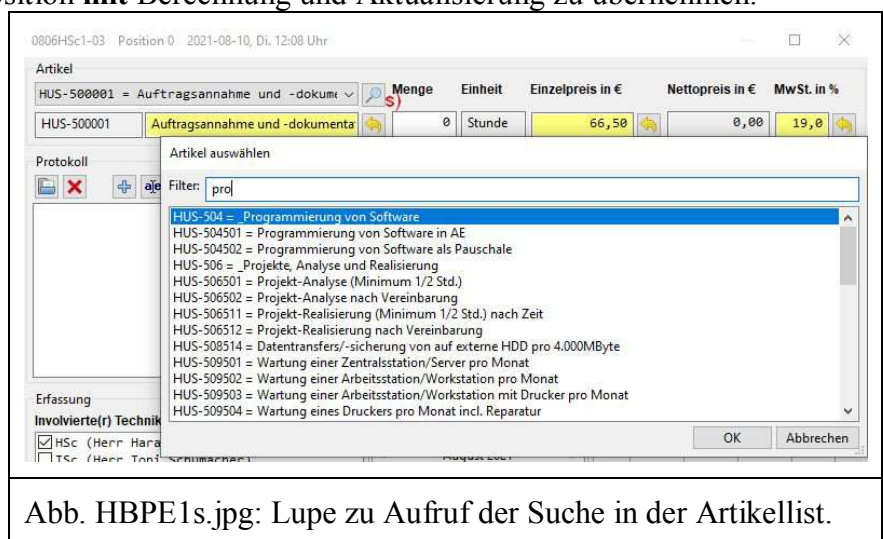 osition mit Berechnung und Aktualisierung zu übernehmen.
0806HSc1-03 Position 0 2021-08-10, Di. 12:08 Uhr
Artikel
HUS-500001 = Auftragsannahme und -dokume
s)
Menge Einheit Einzelpreis in € Nettopreis in € MwSt. in %
HUS-500001 Auftragsannahme und -dokumenta 0 Stunde 66,50 0,00 19,0
Protokoll
Artikel auswählen
Filter: pro
HUS-504 = _Programmierung von Software
HUS-504501 = Programmierung von Software in AE
HUS-504502 = Programmierung von Software als Pauschale
HUS-506 = _Projekte, Analyse und Realisierung
HUS-506501 = Projekt-Analyse (Minimum 1/2 Std.)
HUS-506502 = Projekt-Analyse nach Vereinbarung
HUS-506511 = Projekt-Realisierung (Minimum 1/2 Std.) nach Zeit
HUS-506512 = Projekt-Realisierung nach Vereinbarung
HUS-508514 = Datentransfers/-sicherung von auf externe HDD pro 4.000MByte
HUS-509501 = Wartung einer Zentralsstation/Server pro Monat
HUS-509502 = Wartung einer Arbeitsstation/Workstation pro Monat
HUS-509503 = Wartung einer Arbeitsstation/Workstation mit Drucker pro Monat
HUS-509504 = Wartung eines Druckers pro Monat incl. Reparatur
Erfassung
Involvierte(r) Technik
HSc (Herr Hara
OK Abbrechen
TSc (Herr Toni Schumacher)
August 2021
Abb. HBPE1s.jpg: Lupe zu Aufruf der Suche in der Artikellist.